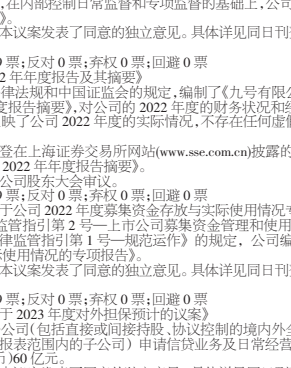 ,在内部控制日常监督和专项监督的基础上,公司
》。
本议案发表了同意的独立意见。具体详见同日刊
票;反对 0 票;弃权 0 票;回避 0 票
2 年年度报告及其摘要》
律法规和中国证监会的规定,编制了《九号有限公
度报告摘要》,对公司的 2022 年度的财务状况和经
映了公司 2022 年度的实际情况,不存在任何虚假
登在上海证券交易所网站(www.sse.com.cn)披露的
2022 年年度报告摘要》。
公司股东大会审议。
票;反对 0 票;弃权 0 票;回避 0 票
于公司 2022 年度募集资金存放与实际使用情况专
监管指引第 2 号—上市公司募集资金管理和使用
律监管指引第 1 号—规范运作》的规定,公司编
际使用情况的专项报告》。
本议案发表了同意的独立意见。具体详见同日刊
票;反对 0 票;弃权 0 票;回避 0 票
于 2023 年度对外担保预计的议案》
公司(包括直接或间接持股、协议控制的境内外全
报表范围内的子公司)申请信贷业务及日常经营
币)60 亿元。